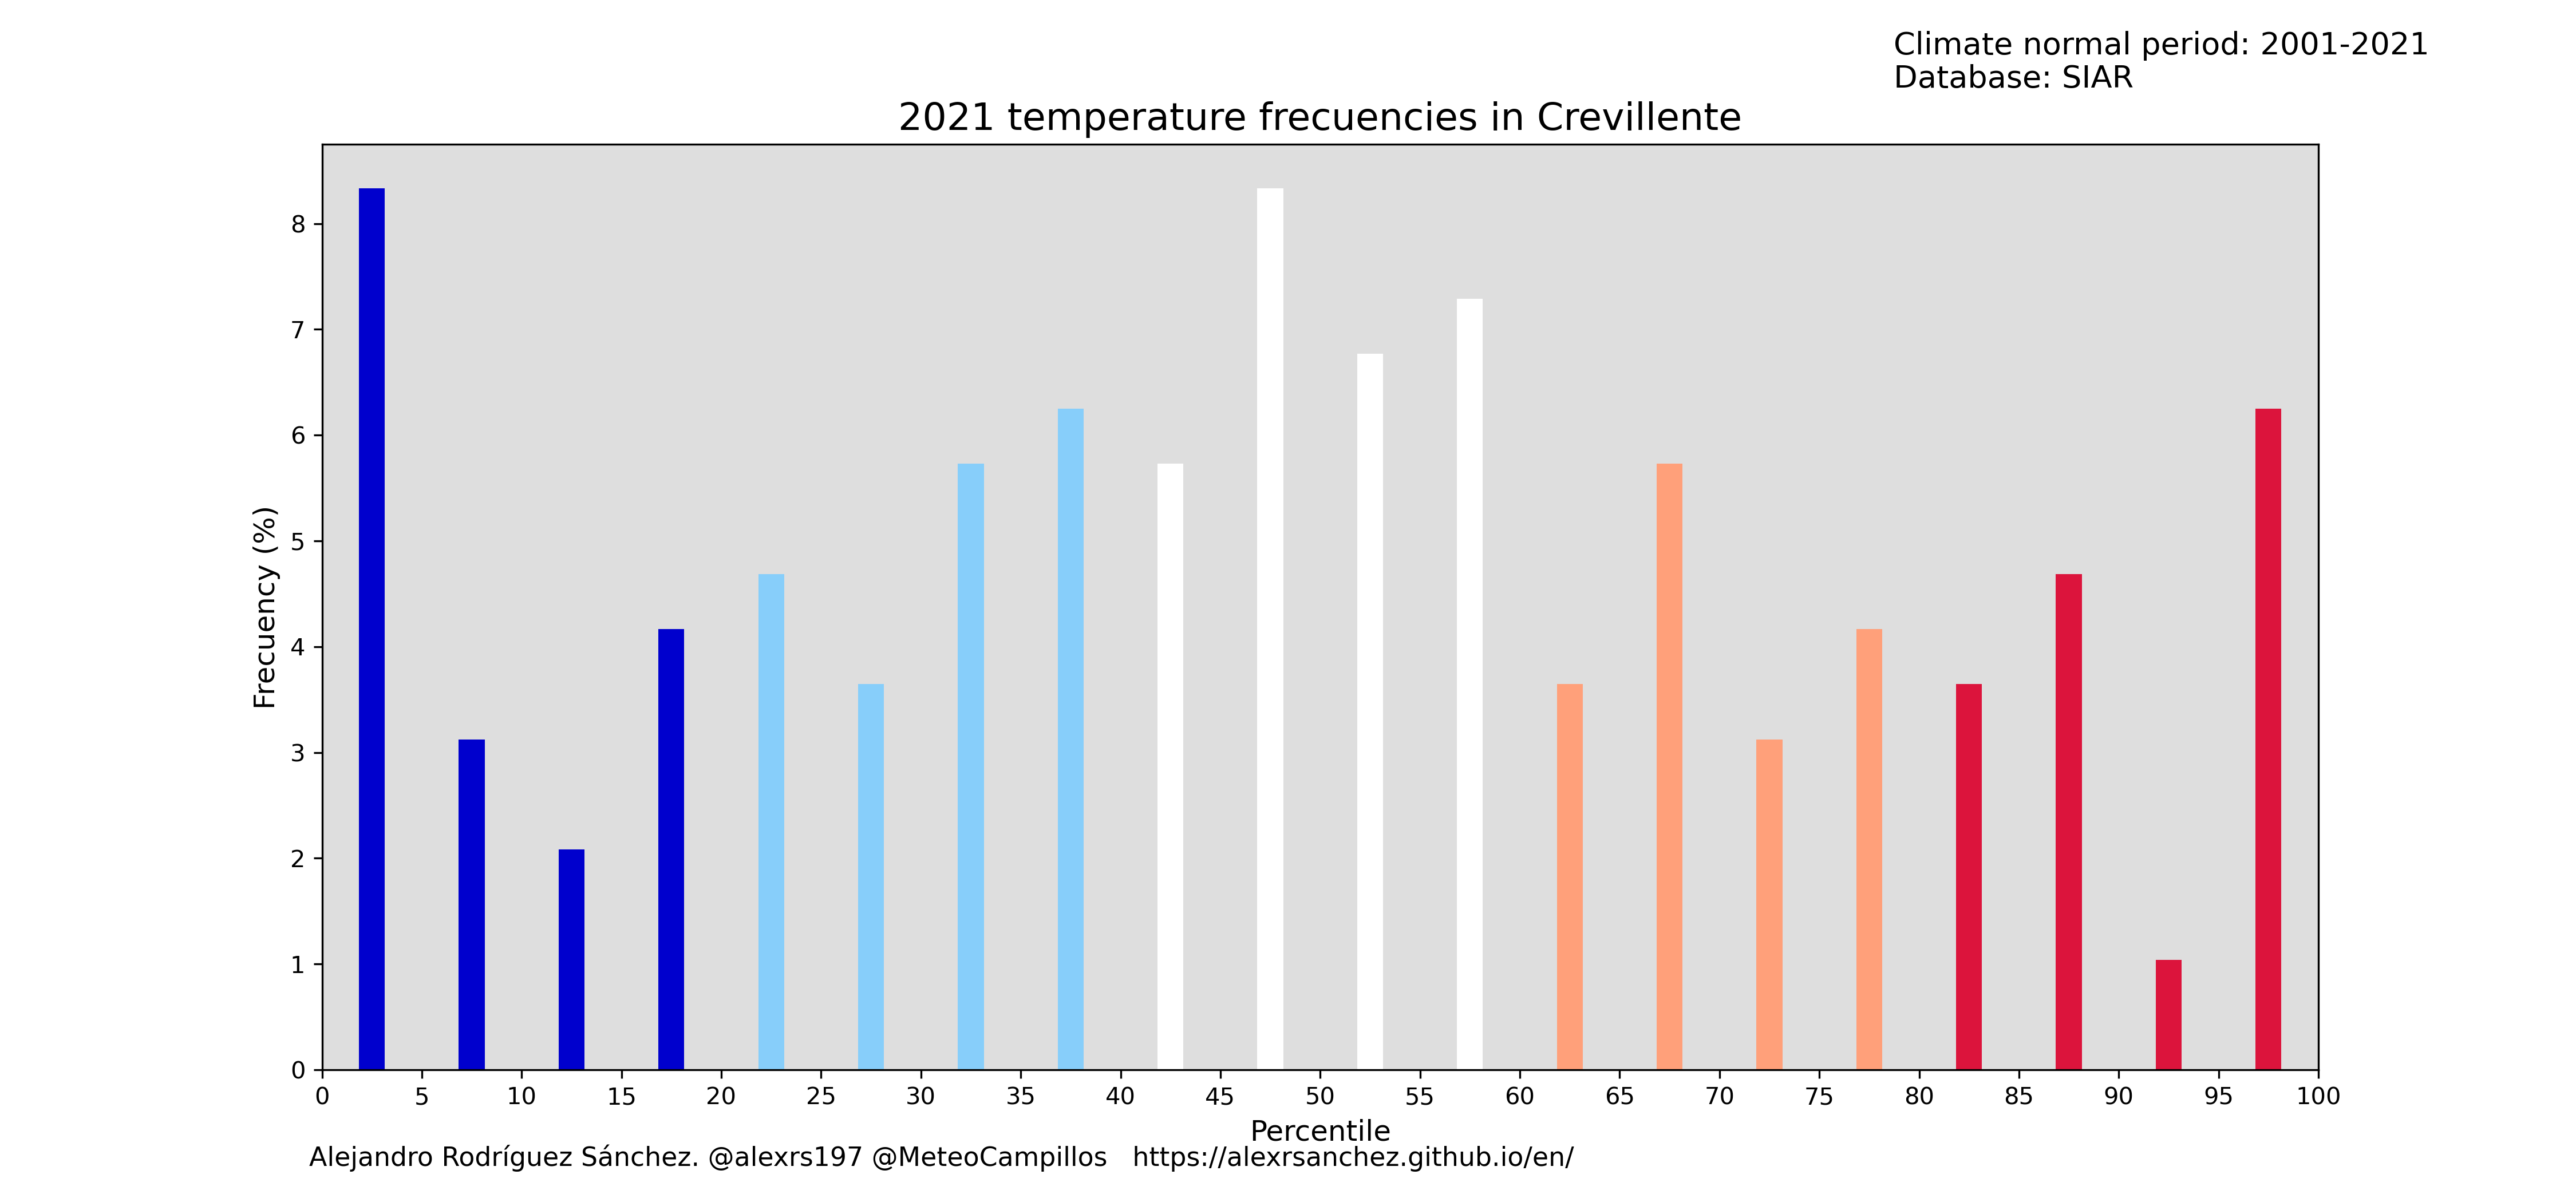 Climate normal period: 2001-2021
Database: SIAR
2021 temperature frecuencies in Crevillente
Frecuency (%)
8
7
6
5
4
3
2
1
0
0 5 10 15 20 25 30 35 40 45 50 55 60 65 70 75 80 85 90 95 100
Percentile
Alejandro Rodríguez Sánchez. @alexrs197 @MeteoCampillos https://alexrsanchez.github.io/en/